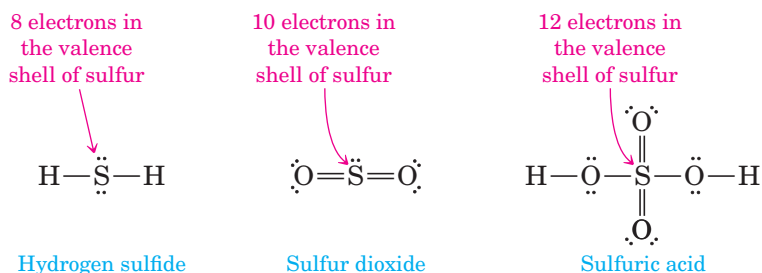 8 electrons in
the valence
shell of sulfur
10 electrons in
the valence
shell of sulfur
12 electrons in
the valence
shell of sulfur
H—S—H
O=S=O
O
H—O—S—O—H
O
Hydrogen sulfide
Sulfur dioxide
Sulfuric acid